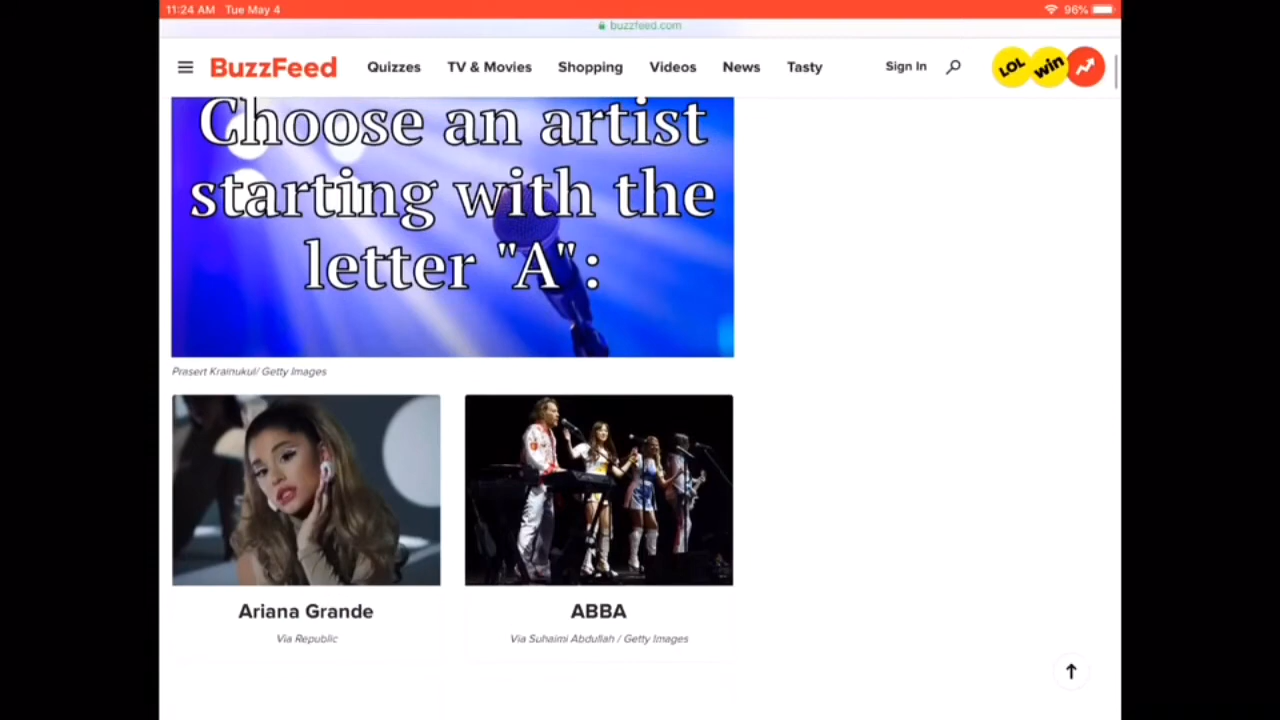 11:24 AM Tue May 4 96%
buzzfeed.com
BuzzFeed Quizzes TV & Movies Shopping Videos News Tasty Sign In LOL win
Choose an artist
starting with the
letter "A":
Prasert Krainukul/ Getty Images
Ariana Grande ABBA
Via Republic Via Suhaimi Abdullah / Getty Images